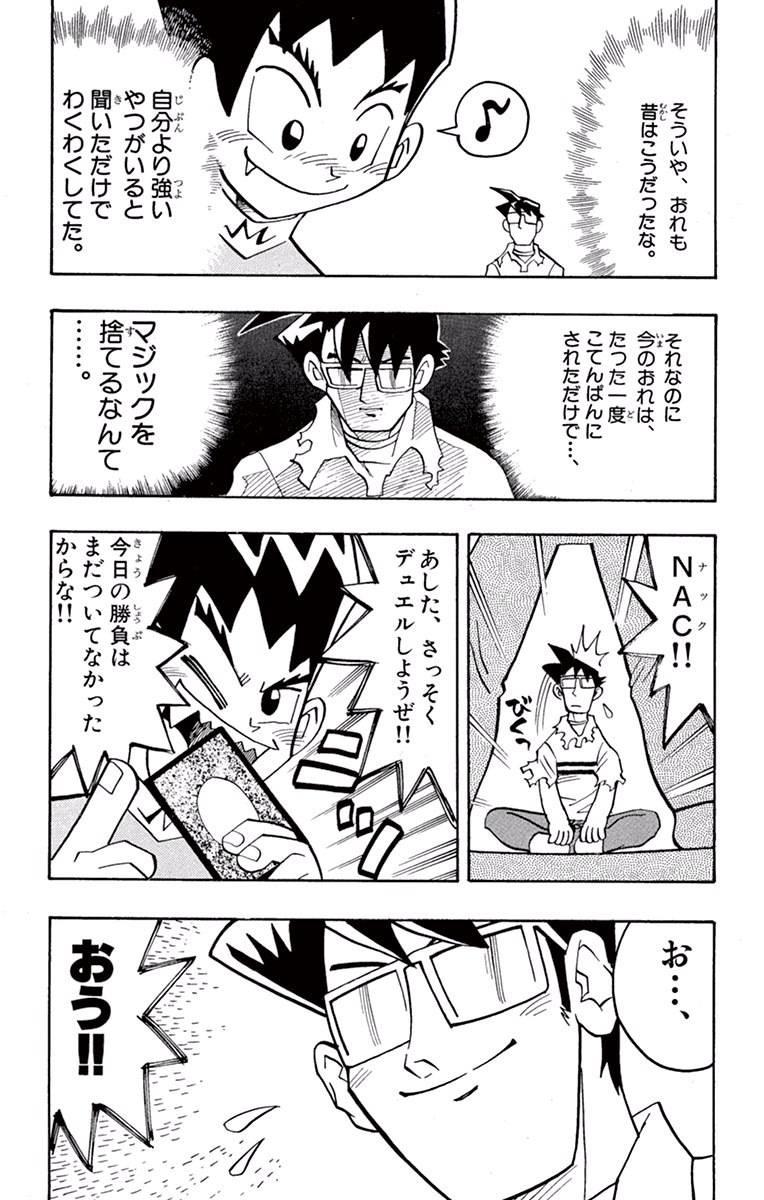 そういや、おれも
昔はこうだったな。
自分より強い
やつがいると
聞いただけで
わくわくしてた。
それなのに
今のおれは、
たった一度
こてんぱんに
されただけで…、
マジックを
捨てるなんて
……。
NAC!!
びくっ
あした、さっそく
デュエルしようぜ!!
今日の勝負は
まだついてなかった
からな!!
ニッ
お…、
おう!!